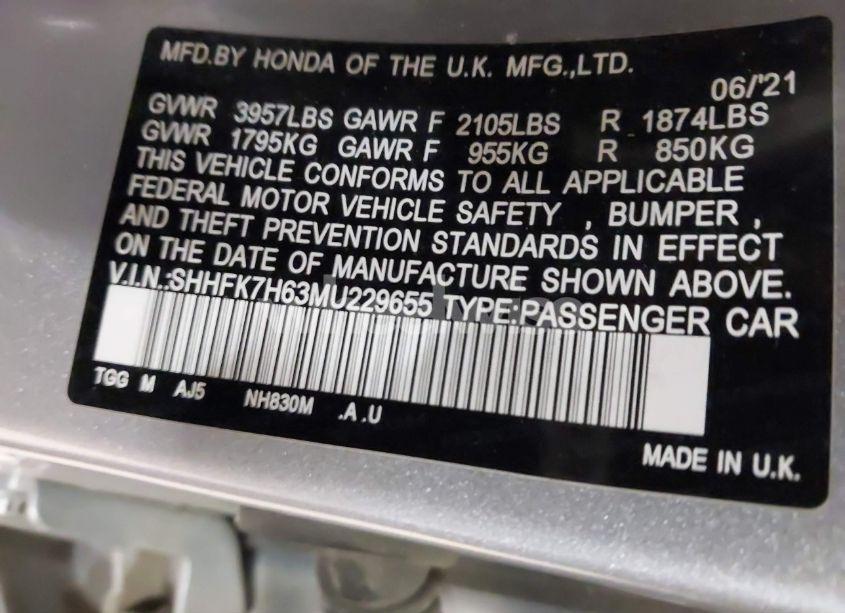 MFD.BY HONDA OF THE U.K. MFG.,LTD.
06/'21
GVWR 3957LBS GAWR F 2105LBS R 1874LBS
GVWR 1795KG GAWR F 955KG R 850KG
THIS VEHICLE CONFORMS TO ALL APPLICABLE
FEDERAL MOTOR VEHICLE SAFETY , BUMPER ,
AND THEFT PREVENTION STANDARDS IN EFFECT
ON THE DATE OF MANUFACTURE SHOWN ABOVE.
V.I.N.:SHHFK7H63MU229655 TYPE:PASSENGER CAR
TGG M AJ5 NH830M .A .U
MADE IN U.K.